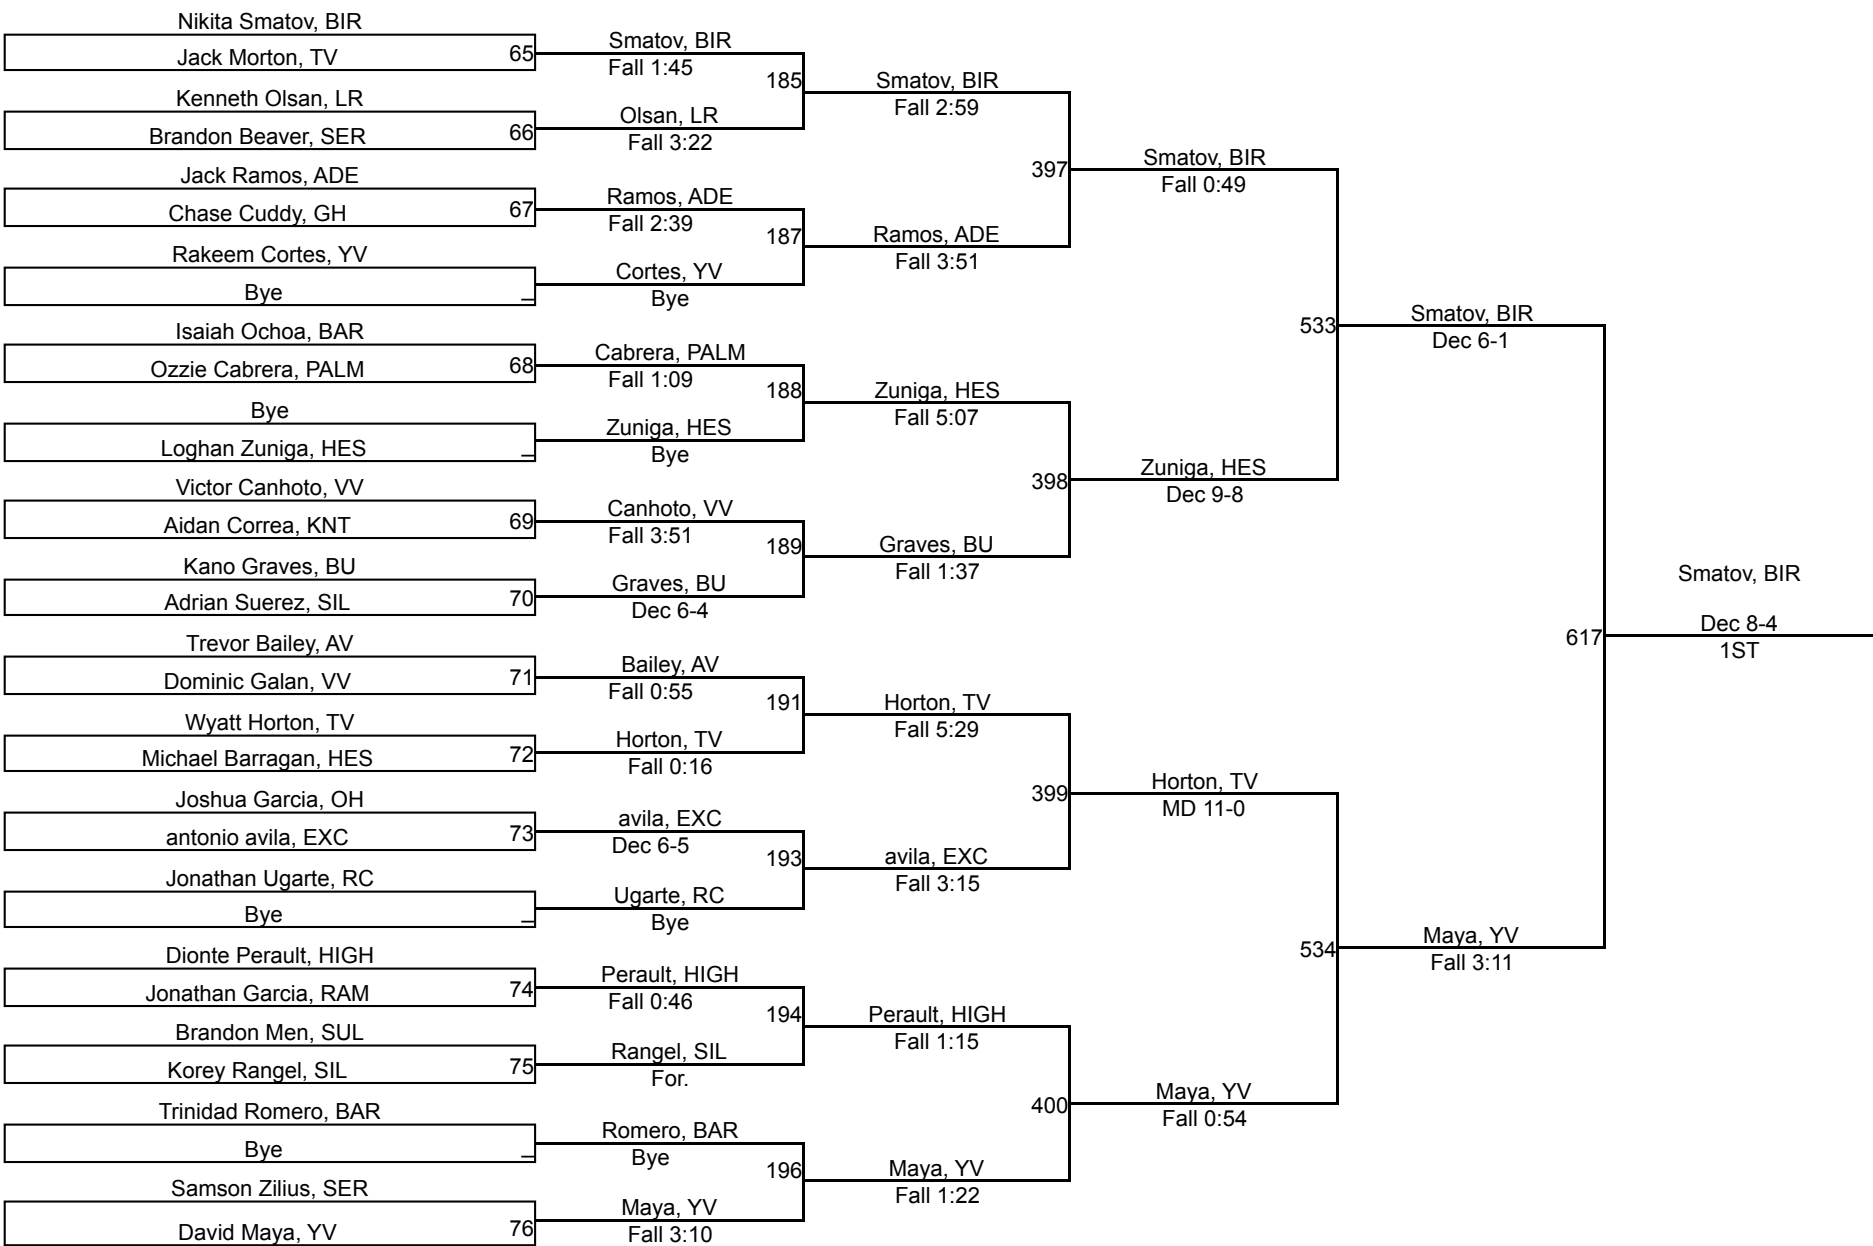 Nikita Smatov, BIR
Jack Morton, TV
65
Kenneth Olsan, LR
Brandon Beaver, SER
66
Jack Ramos, ADE
Chase Cuddy, GH
67
Rakeem Cortes, YV
Bye
_
Isaiah Ochoa, BAR
Ozzie Cabrera, PALM
68
Bye
Loghan Zuniga, HES
_
Victor Canhoto, VV
Aidan Correa, KNT
69
Kano Graves, BU
Adrian Suerez, SIL
70
Trevor Bailey, AV
Dominic Galan, VV
71
Wyatt Horton, TV
Michael Barragan, HES
72
Joshua Garcia, OH
antonio avila, EXC
73
Jonathan Ugarte, RC
Bye
_
Dionte Perault, HIGH
Jonathan Garcia, RAM
74
Brandon Men, SUL
Korey Rangel, SIL
75
Trinidad Romero, BAR
Bye
_
Samson Zilius, SER
David Maya, YV
76
Smatov, BIR
Fall 1:45
185
Olsan, LR
Fall 3:22
Ramos, ADE
Fall 2:39
187
Cortes, YV
Bye
Cabrera, PALM
Fall 1:09
188
Zuniga, HES
Bye
Canhoto, VV
Fall 3:51
189
Graves, BU
Dec 6-4
Bailey, AV
Fall 0:55
191
Horton, TV
Fall 0:16
avila, EXC
Dec 6-5
193
Ugarte, RC
Bye
Perault, HIGH
Fall 0:46
194
Rangel, SIL
For.
Romero, BAR
Bye
196
Maya, YV
Fall 3:10
Smatov, BIR
Fall 2:59
397
Ramos, ADE
Fall 3:51
Zuniga, HES
Fall 5:07
398
Graves, BU
Fall 1:37
Horton, TV
Fall 5:29
399
avila, EXC
Fall 3:15
Perault, HIGH
Fall 1:15
400
Maya, YV
Fall 1:22
Smatov, BIR
Fall 0:49
533
Zuniga, HES
Dec 9-8
Horton, TV
MD 11-0
534
Maya, YV
Fall 0:54
Smatov, BIR
Dec 6-1
617
Maya, YV
Fall 3:11
Smatov, BIR
Dec 8-4
1ST